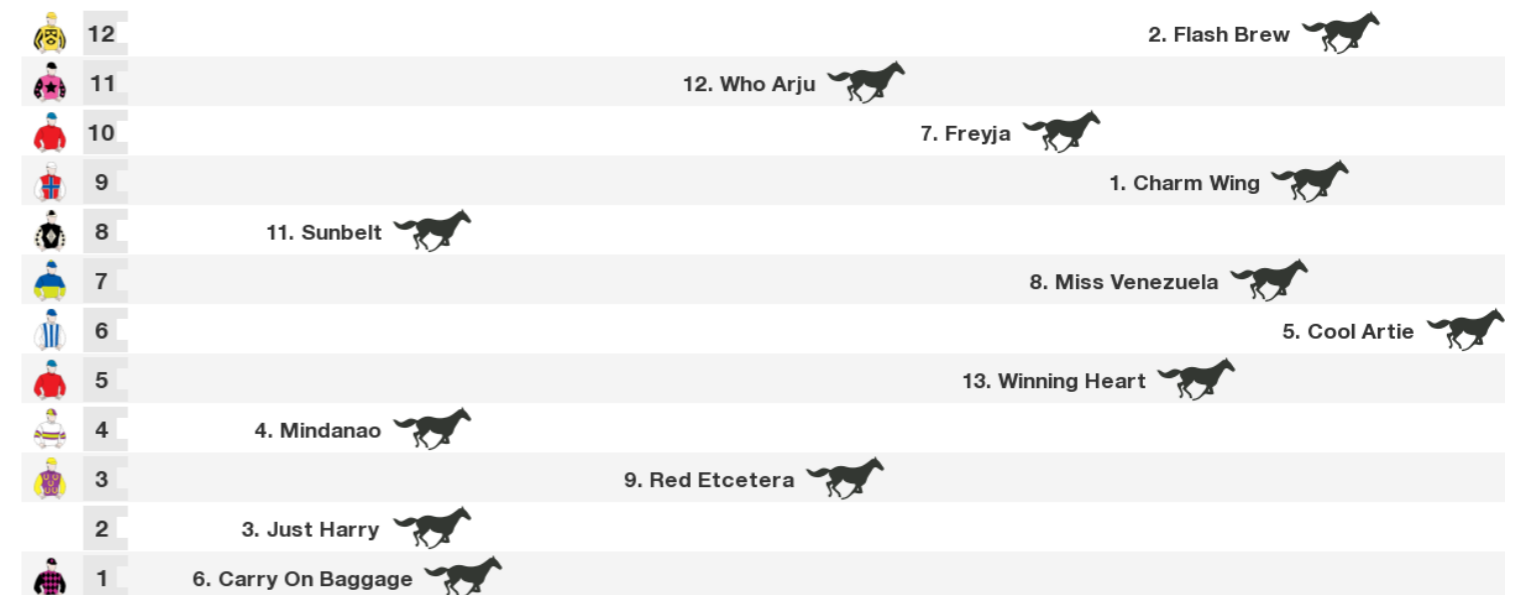 12 2. Flash Brew
11 12. Who Arju
10 7. Freyja
9 1. Charm Wing
8 11. Sunbelt
7 8. Miss Venezuela
6 5. Cool Artie
5 13. Winning Heart
4 4. Mindanao
3 9. Red Etcetera
2 3. Just Harry
1 6. Carry On Baggage